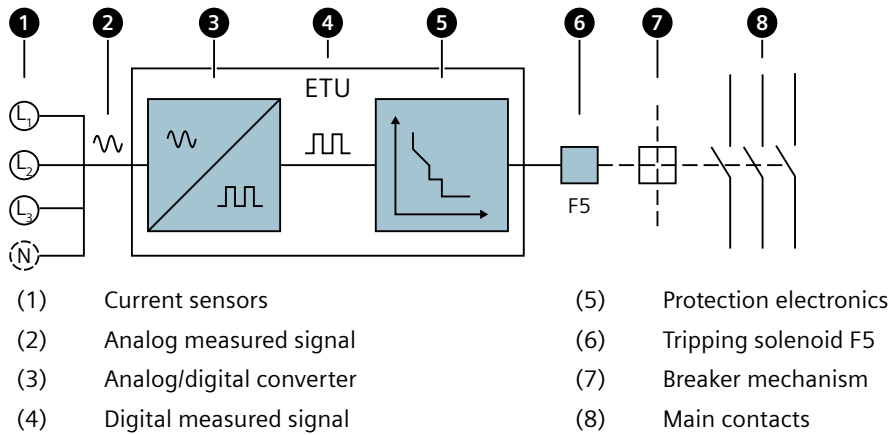 1 2 3 4 5 6 7 8
ETU
L1
L2
L3
N
F5
(1) Current sensors
(2) Analog measured signal
(3) Analog/digital converter
(4) Digital measured signal
(5) Protection electronics
(6) Tripping solenoid F5
(7) Breaker mechanism
(8) Main contacts